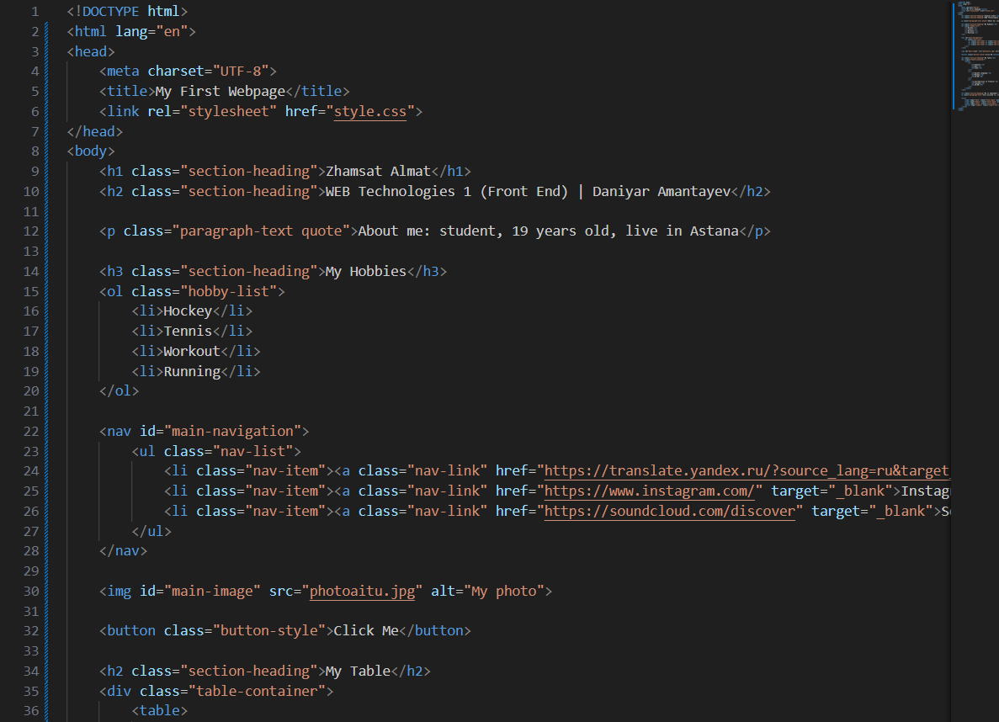 1 <!DOCTYPE html>
2 <html lang="en">
3 <head>
4     <meta charset="UTF-8">
5     <title>My First Webpage</title>
6     <link rel="stylesheet" href="style.css">
7 </head>
8 <body>
9     <h1 class="section-heading">Zhamsat Almat</h1>
10     <h2 class="section-heading">WEB Technologies 1 (Front End) | Daniyar Amantayev</h2>
11
12     <p class="paragraph-text quote">About me: student, 19 years old, live in Astana</p>
13
14     <h3 class="section-heading">My Hobbies</h3>
15     <ol class="hobby-list">
16         <li>Hockey</li>
17         <li>Tennis</li>
18         <li>Workout</li>
19         <li>Running</li>
20     </ol>
21
22     <nav id="main-navigation">
23         <ul class="nav-list">
24             <li class="nav-item"><a class="nav-link" href="https://translate.yandex.ru/?source_lang=ru&target_
25             <li class="nav-item"><a class="nav-link" href="https://www.instagram.com/" target="_blank">Instag
26             <li class="nav-item"><a class="nav-link" href="https://soundcloud.com/discover" target="_blank">S
27         </ul>
28     </nav>
29
30     <img id="main-image" src="photoaitu.jpg" alt="My photo">
31
32     <button class="button-style">Click Me</button>
33
34     <h2 class="section-heading">My Table</h2>
35     <div class="table-container">
36         <table>